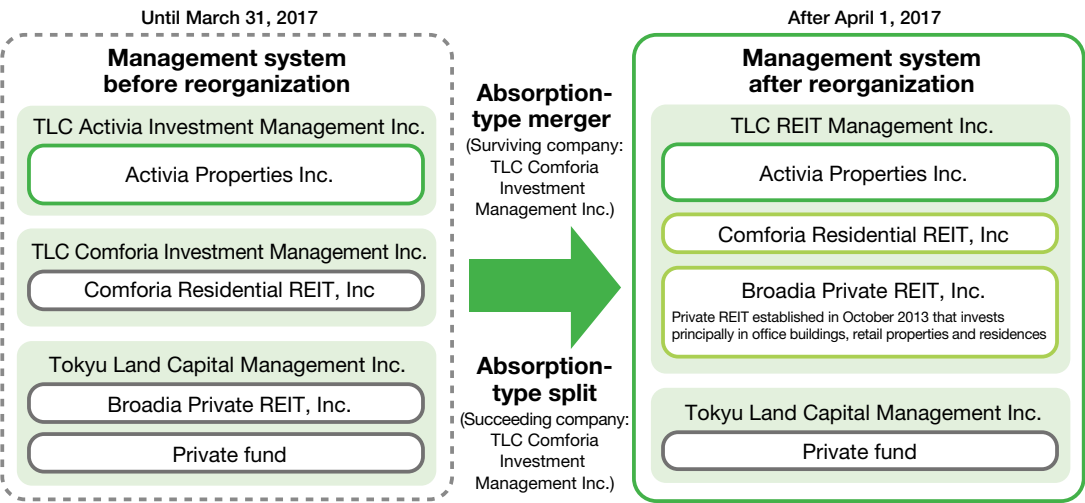 Until March 31, 2017
Management system
before reorganization
TLC Activia Investment Management Inc.
Activia Properties Inc.
TLC Comforia Investment Management Inc.
Comforia Residential REIT, Inc
Tokyu Land Capital Management Inc.
Broadia Private REIT, Inc.
Private fund
Absorption-
type merger
(Surviving company:
TLC Comforia
Investment
Management Inc.)
Absorption-
type split
(Succeeding company:
TLC Comforia
Investment
Management Inc.)
After April 1, 2017
Management system
after reorganization
TLC REIT Management Inc.
Activia Properties Inc.
Comforia Residential REIT, Inc
Broadia Private REIT, Inc.
Private REIT established in October 2013 that invests
principally in office buildings, retail properties and residences
Tokyu Land Capital Management Inc.
Private fund